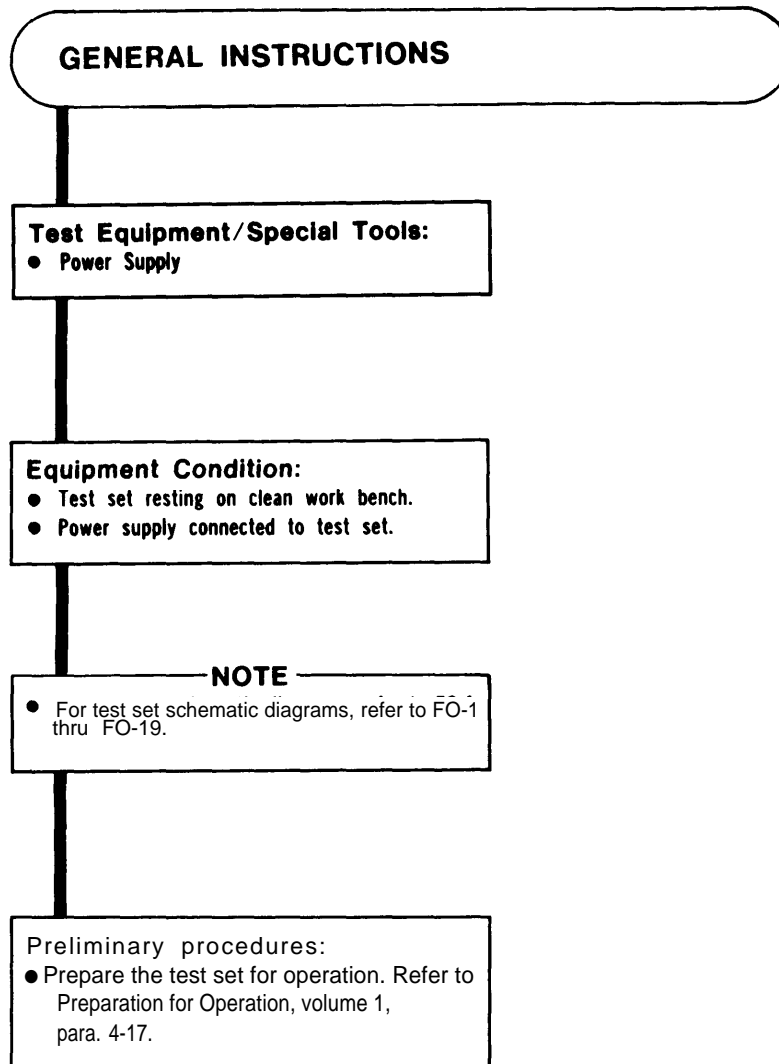 GENERAL INSTRUCTIONS
Test Equipment/Special Tools:
● Power Supply
Equipment Condition:
● Test set resting on clean work bench.
● Power supply connected to test set.
NOTE
● For test set schematic diagrams, refer to FO-1
thru FO-19.
Preliminary procedures:
● Prepare the test set for operation. Refer to
Preparation for Operation, volume 1,
para. 4-17.